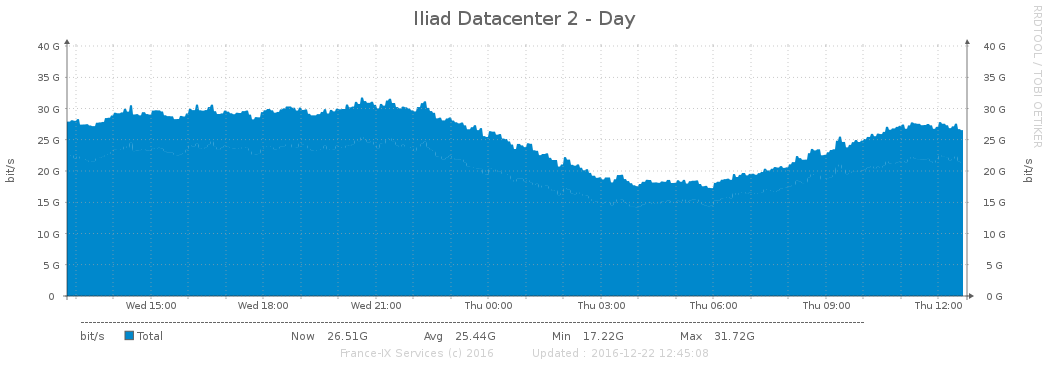 Iliad Datacenter 2 - Day
RRDTOOL / TOBI OETIKER
bit/s
40 G 40 G
35 G 35 G
30 G 30 G
25 G 25 G
20 G 20 G
15 G 15 G
10 G 10 G
5 G 5 G
0 0 G
bit/s
Wed 15:00 Wed 18:00 Wed 21:00 Thu 00:00 Thu 03:00 Thu 06:00 Thu 09:00 Thu 12:00
bit/s Total Now 26.51G Avg 25.44G Min 17.22G Max 31.72G
France-IX Services (c) 2016 Updated : 2016-12-22 12:45:08